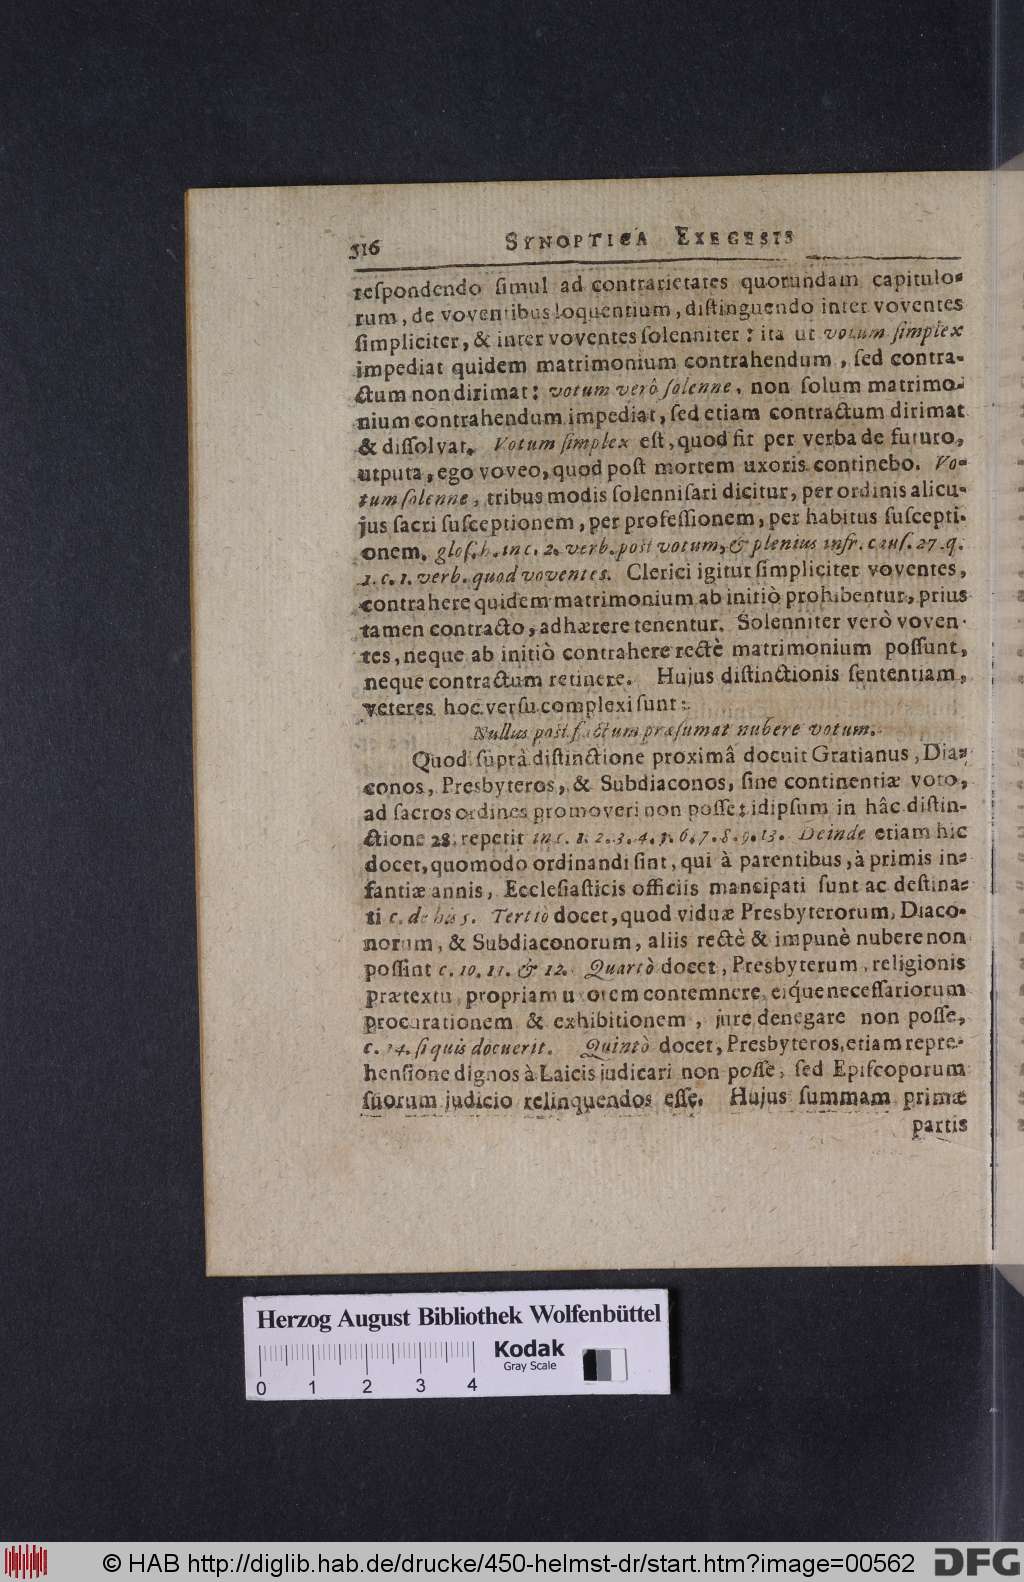 516 SYNOPTICA EXEGESIS
respondendo simul ad contrarietates quorundam capitulo-
rum, de voventibus loquentium, distinguendo inter voventes
simpliciter, & inter voventes solenniter: ita ut votum simplex
impediat quidem matrimonium contrahendum, sed contra-
ctum non dirimat: votum verô solenne, non solum matrimo-
nium contrahendum impediat, sed etiam contractum dirimat
& dissolvat. Votum simplex est, quod fit per verba de futuro,
utputa, ego voveo, quod post mortem uxoris continebo. Vo-
tum solenne, tribus modis solennisari dicitur, per ordinis alicu-
jus sacri susceptionem, per professionem, per habitus suscepti-
onem. glos. h. in c. 2. verb. post votum, & plenius infr. caus. 27. q.
1. c. 1. verb. quod voventes. Clerici igitur simpliciter voventes,
contrahere quidem matrimonium ab initiò prohibentur, prius
tamen contracto, adhærere tenentur. Solenniter verò voven-
tes, neque ab initiò contrahere rectè matrimonium possunt,
neque contractum retinere. Hujus distinctionis sententiam,
veteres hoc versu complexi sunt:
Nullus post factum præsumat nubere votum.
Quod suprà distinctione proximâ docuit Gratianus, Dia-
conos, Presbyteros, & Subdiaconos, sine continentiæ voto,
ad sacros ordines promoveri non posse; idipsum in hâc distin-
ctione 28. repetit in c. 1. 2. 3. 4. 5. 6. 7. 8. 9. 13. Deinde etiam hic
docet, quomodo ordinandi sint, qui à parentibus, à primis in-
fantiæ annis, Ecclesiasticis officiis mancipati sunt ac destina-
ti c. de his 5. Tertiò docet, quod viduæ Presbyterorum, Diaco-
norum, & Subdiaconorum, aliis rectè & impunè nubere non
possint c. 10. 11. & 12. Quartò docet, Presbyterum, religionis
prætextu, propriam uxorem contemnere, eique necessariorum
procurationem & exhibitionem, jure denegare non posse,
c. 14. si quis docuerit. Quintò docet, Presbyteros, etiam repre-
hensione dignos à Laicis judicari non posse, sed Episcoporum
suorum judicio relinquendos esse. Hujus summam primæ
partis
Herzog August Bibliothek Wolfenbüttel
Kodak
Gray Scale
0 1 2 3 4
© HAB http://diglib.hab.de/drucke/450-helmst-dr/start.htm?image=00562 DFG